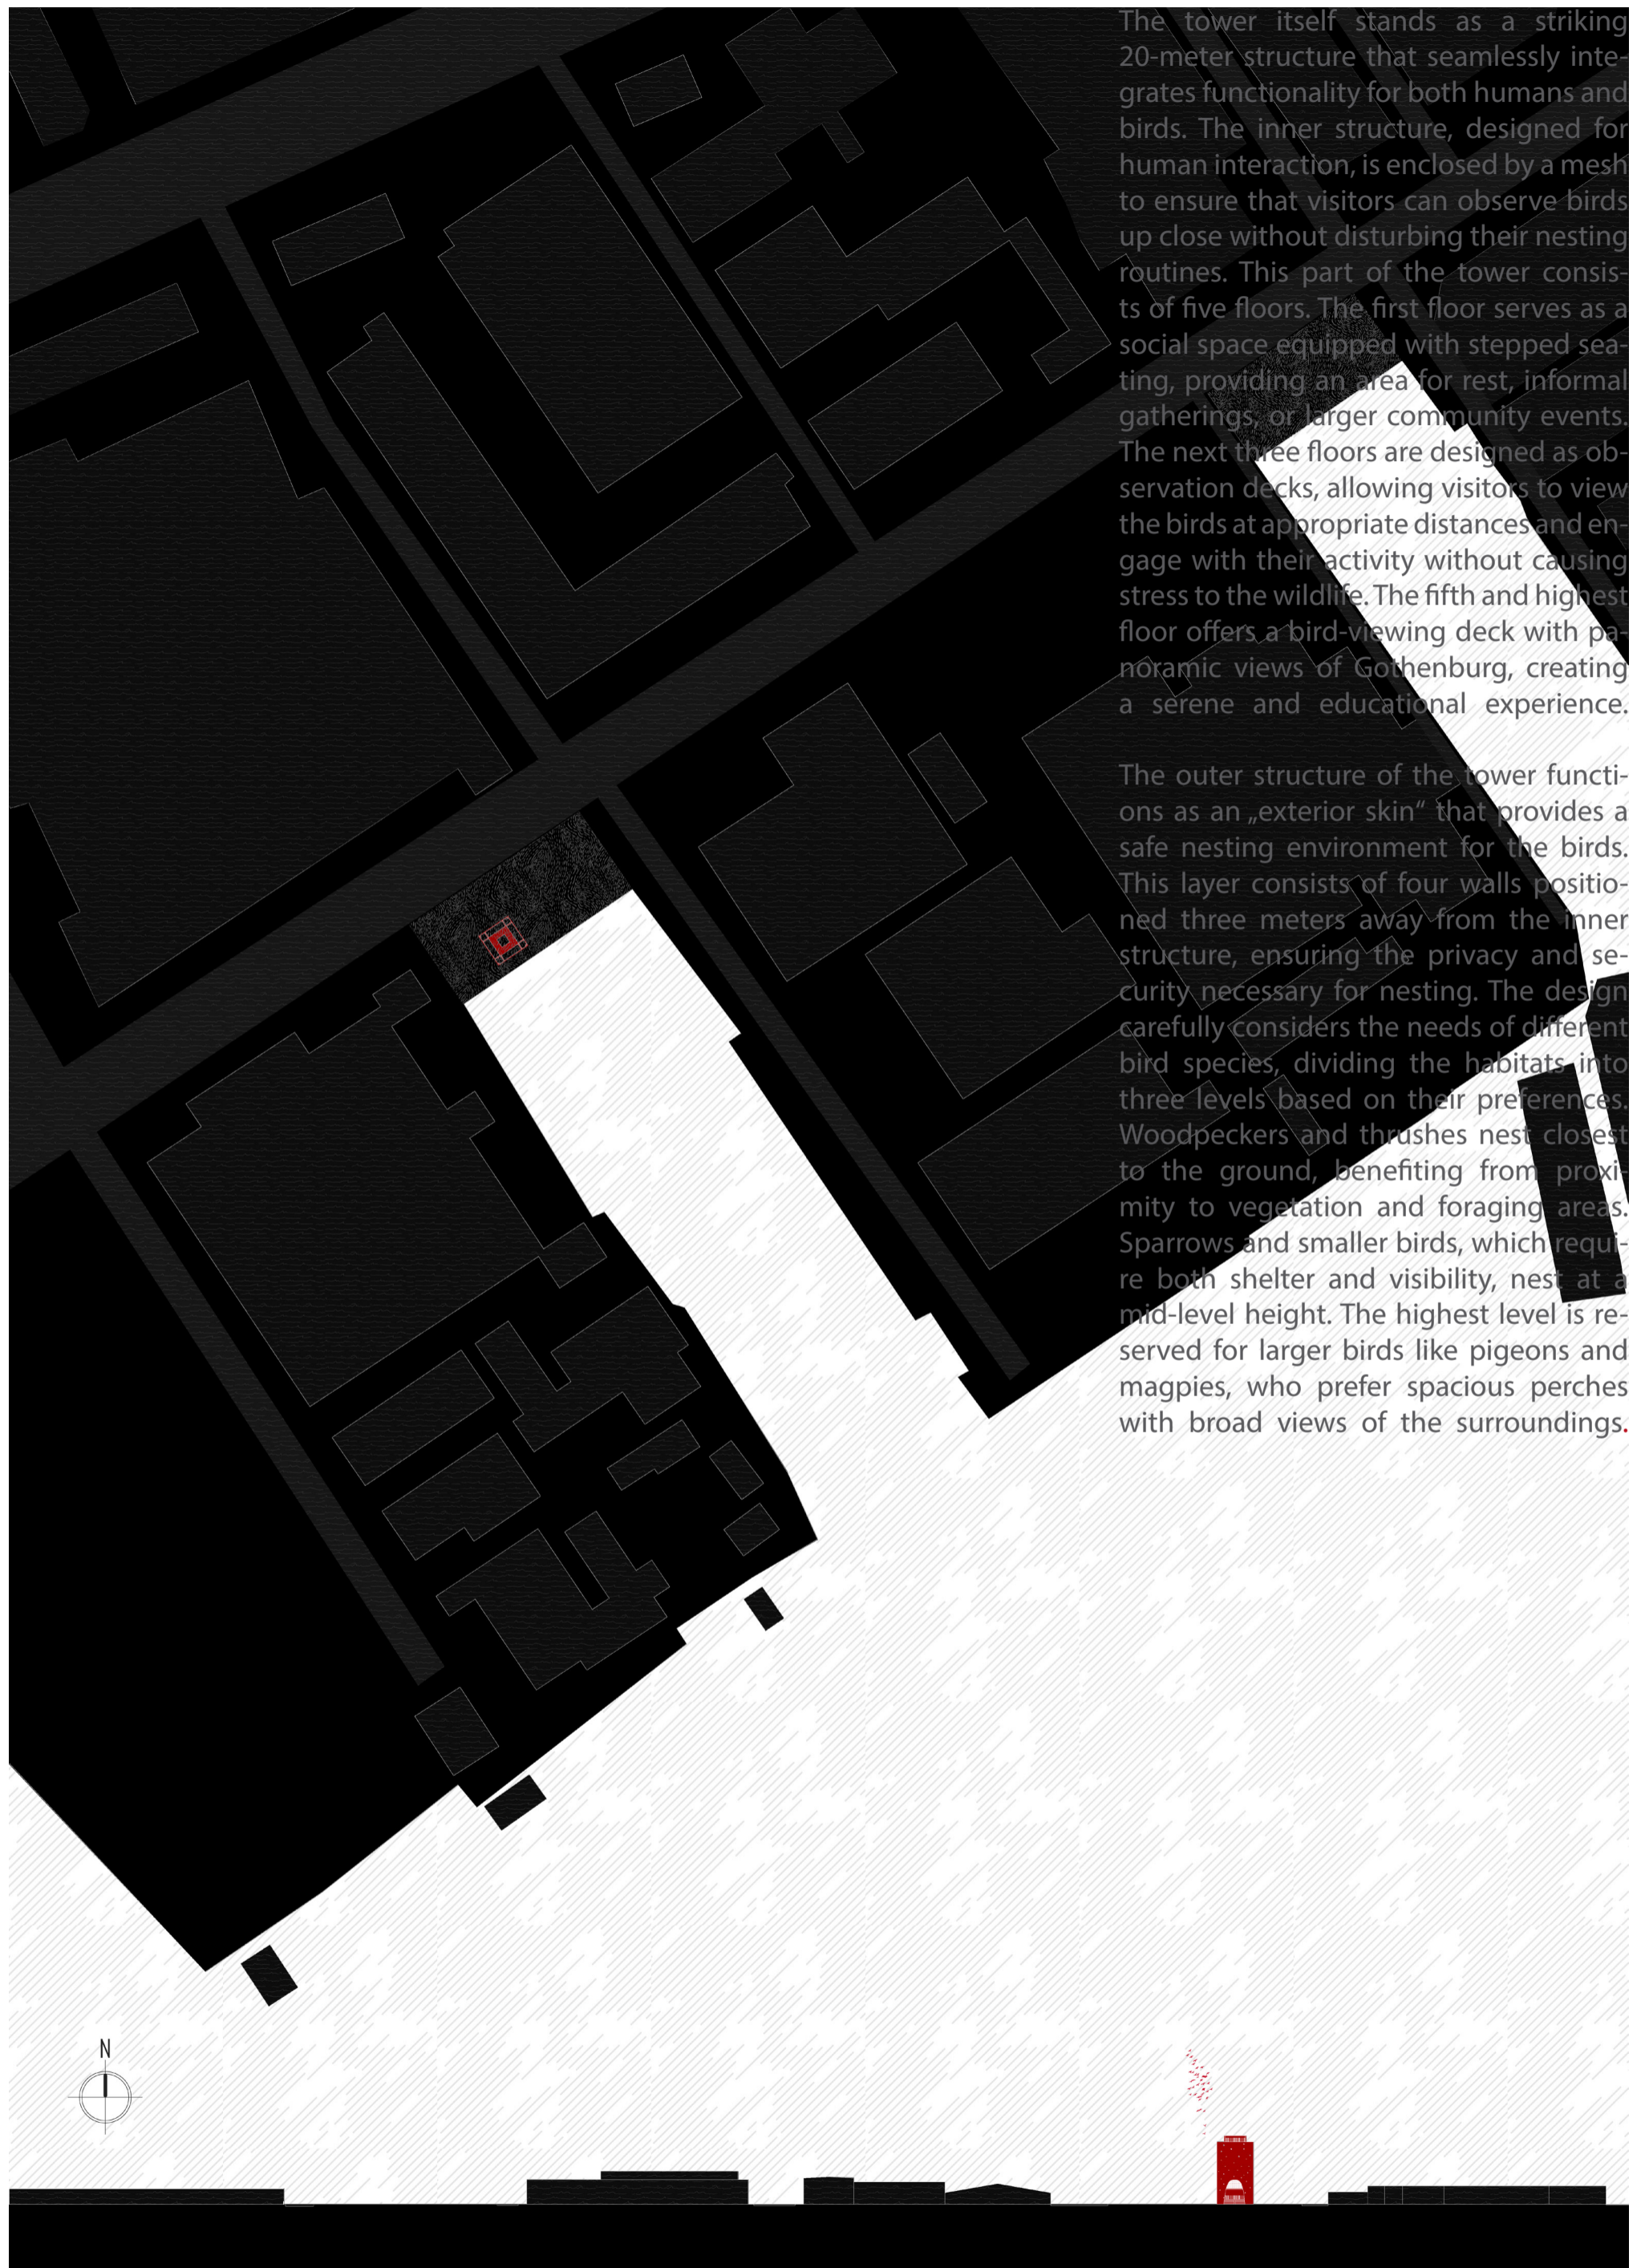 The tower itself stands as a striking
20-meter structure that seamlessly inte-
grates functionality for both humans and
birds. The inner structure, designed for
human interaction, is enclosed by a mesh
to ensure that visitors can observe birds
up close without disturbing their nesting
routines. This part of the tower consis-
ts of five floors. The first floor serves as a
social space equipped with stepped sea-
ting, providing an area for rest, informal
gatherings, or larger community events.
The next three floors are designed as ob-
servation decks, allowing visitors to view
the birds at appropriate distances and en-
gage with their activity without causing
stress to the wildlife. The fifth and highest
floor offers a bird-viewing deck with pa-
noramic views of Gothenburg, creating
a serene and educational experience.
The outer structure of the tower functi-
ons as an „exterior skin“ that provides a
safe nesting environment for the birds.
This layer consists of four walls positio-
ned three meters away from the inner
structure, ensuring the privacy and se-
curity necessary for nesting. The design
carefully considers the needs of different
bird species, dividing the habitats into
three levels based on their preferences.
Woodpeckers and thrushes nest closest
to the ground, benefiting from proxi-
mity to vegetation and foraging areas.
Sparrows and smaller birds, which requi-
re both shelter and visibility, nest at a
mid-level height. The highest level is re-
served for larger birds like pigeons and
magpies, who prefer spacious perches
with broad views of the surroundings.
N